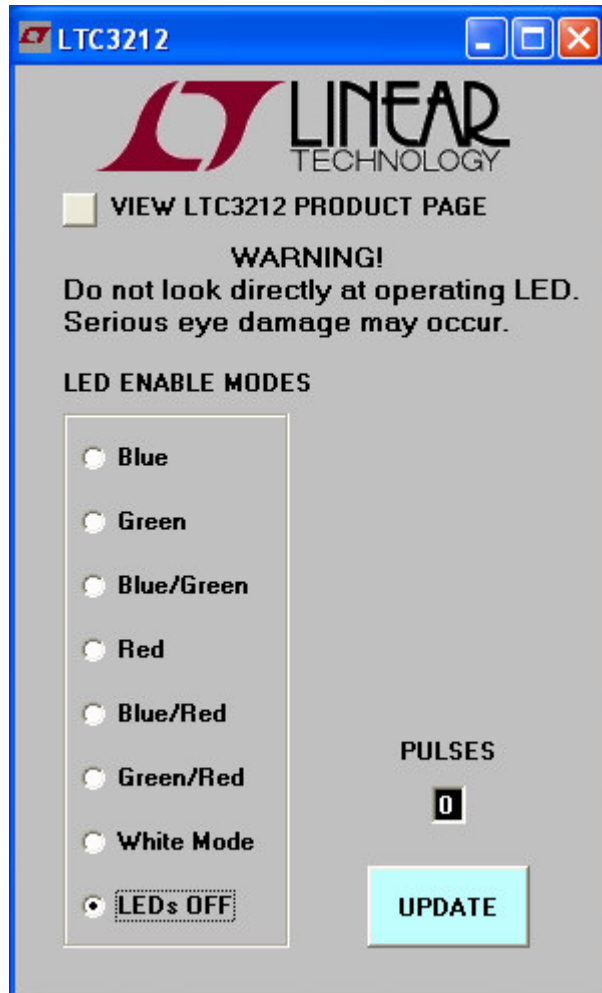 LTC3212
LINEAR
TECHNOLOGY
VIEW LTC3212 PRODUCT PAGE
WARNING!
Do not look directly at operating LED.
Serious eye damage may occur.
LED ENABLE MODES
Blue
Green
Blue/Green
Red
Blue/Red
Green/Red
White Mode
LEDs OFF
PULSES
0
UPDATE